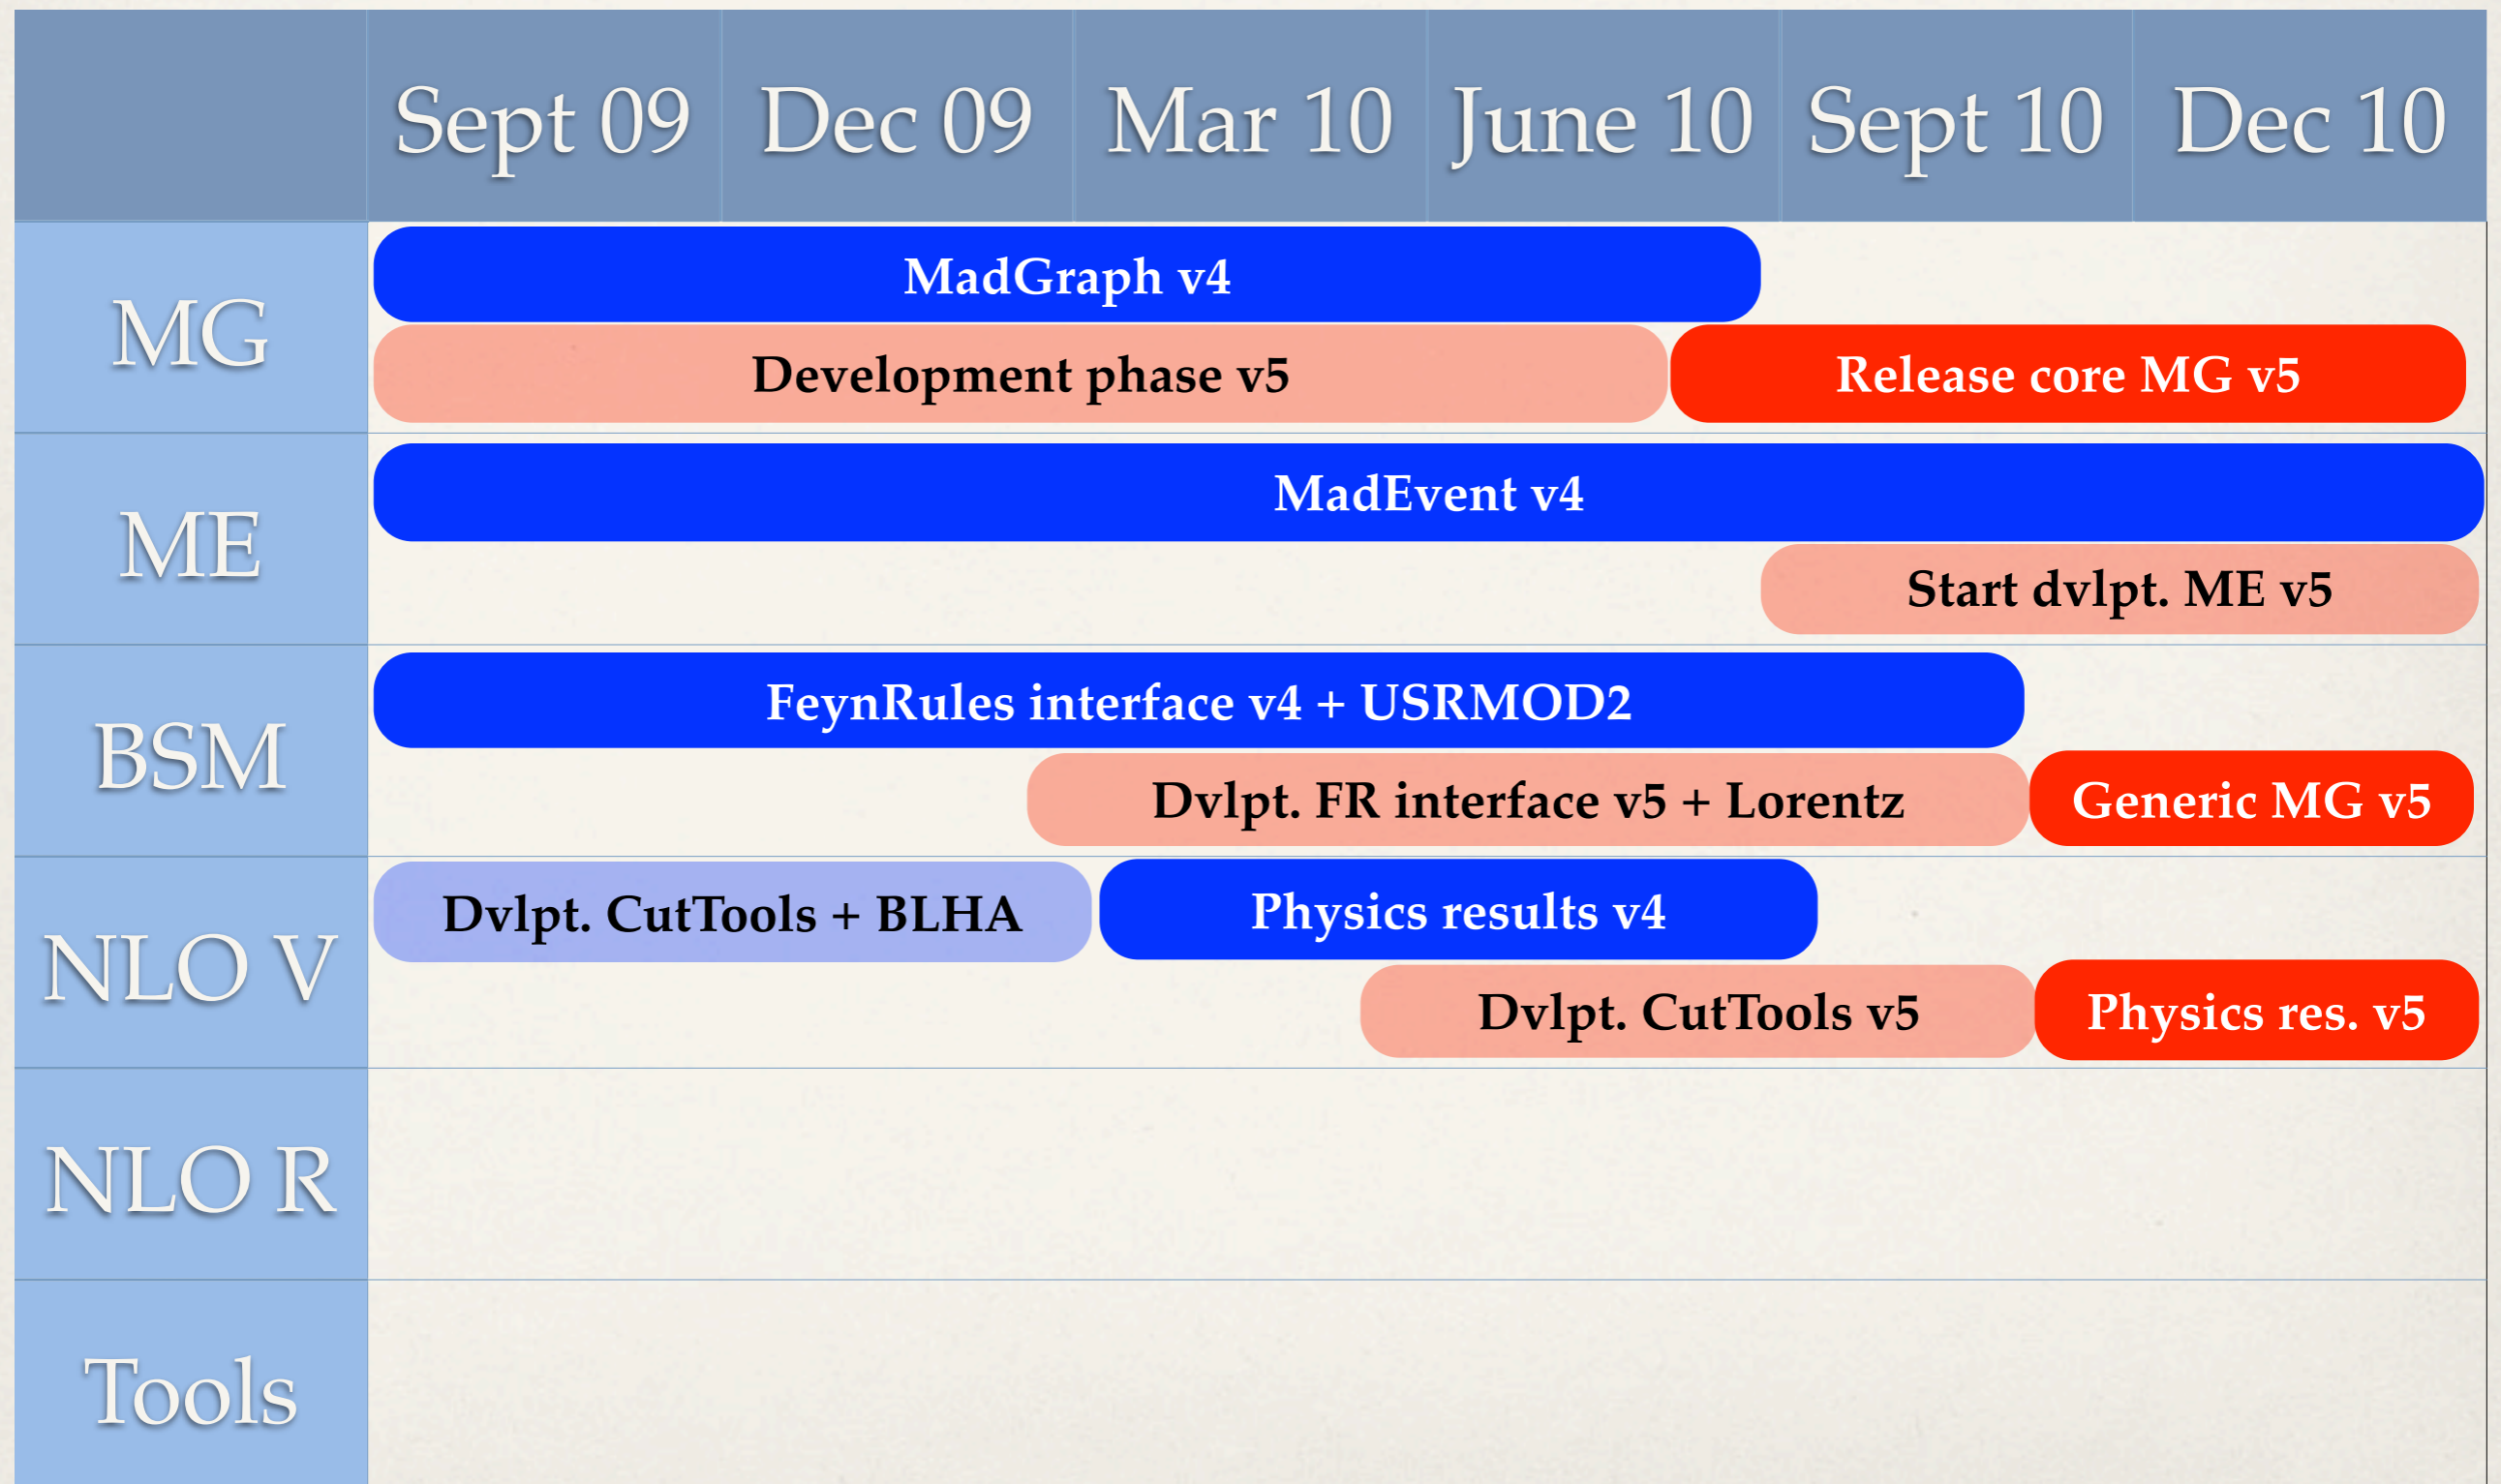 Sept 09 Dec 09 Mar 10 June 10 Sept 10 Dec 10
MG
MadGraph v4
Development phase v5
Release core MG v5
ME
MadEvent v4
Start dvlpt. ME v5
BSM
FeynRules interface v4 + USRMOD2
Dvlpt. FR interface v5 + Lorentz
Generic MG v5
NLO V
Dvlpt. CutTools + BLHA
Physics results v4
Dvlpt. CutTools v5
Physics res. v5
NLO R
Tools